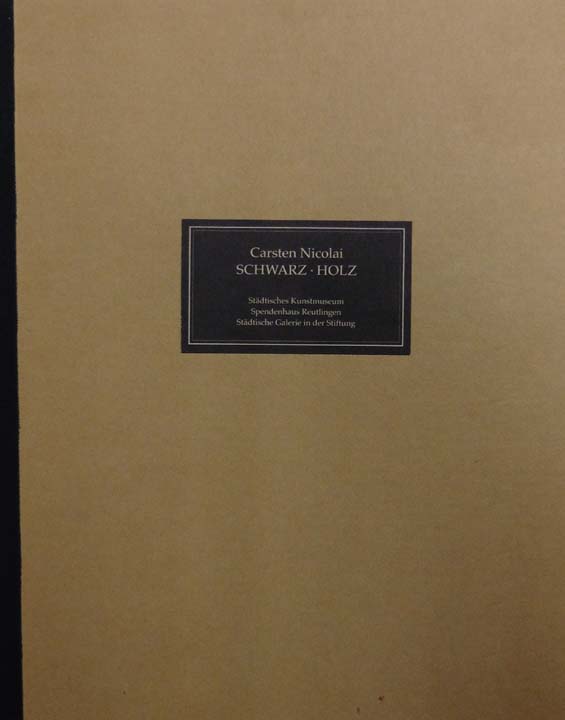 Carsten Nicolai
SCHWARZ · HOLZ
Städtisches Kunstmuseum
Spendenhaus Reutlingen
Städtische Galerie in der Stiftung